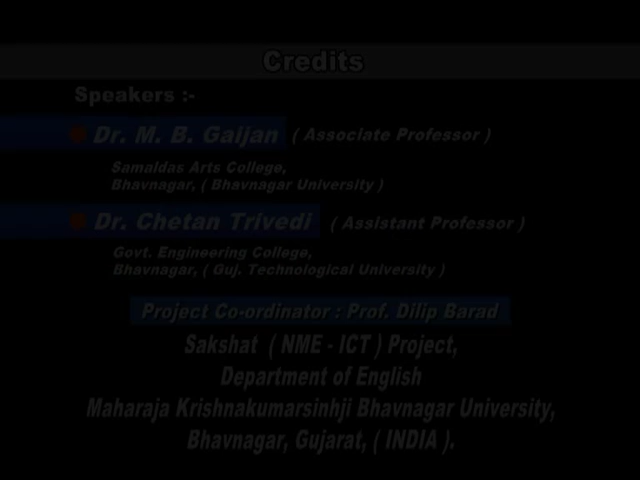 Credits
Speakers :-
Dr. M. B. Gaijan ( Associate Professor )
Samaldas Arts College,
Bhavnagar, ( Bhavnagar University )
Dr. Chetan Trivedi ( Assistant Professor )
Govt. Engineering College,
Bhavnagar, ( Guj. Technological University )
Project Co-ordinator : Prof. Dilip Barad
Sakshat ( NME - ICT ) Project,
Department of English
Maharaja Krishnakumarsinhji Bhavnagar University,
Bhavnagar, Gujarat, ( INDIA ).